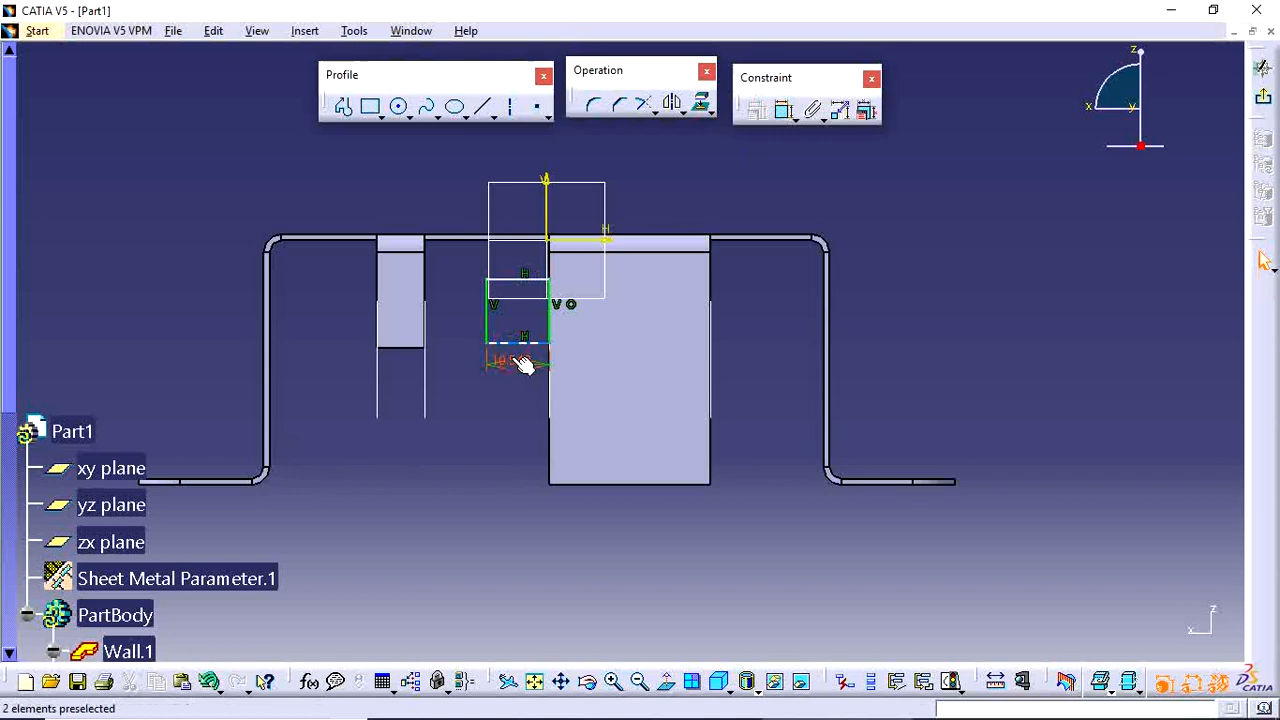 CATIA V5 - [Part1]
Start ENOVIA V5 VPM File Edit View Insert Tools Window Help
Profile
Operation
Constraint
z
x
y
V
H
H
V
V
H
Part1
xy plane
yz plane
zx plane
Sheet Metal Parameter.1
PartBody
Wall.1
z
x
f(x)
CATIA
2 elements preselected